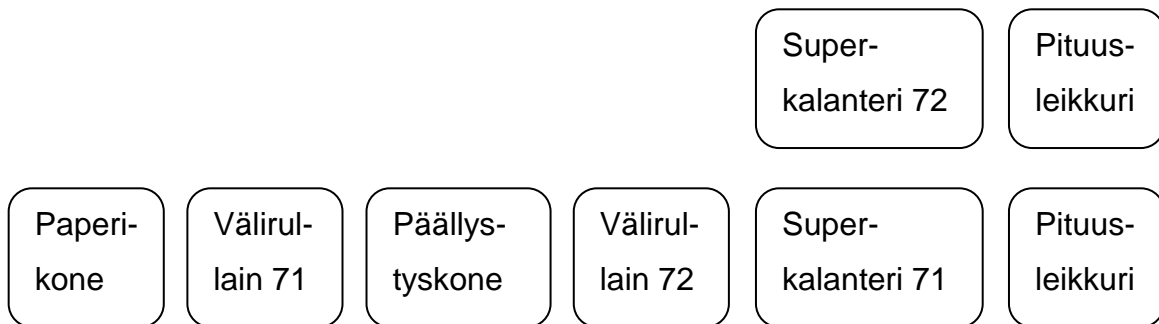 Super-
kalanteri 72
Pituus-
leikkuri
Paperi-
kone
Välirul-
lain 71
Päällys-
tyskone
Välirul-
lain 72
Super-
kalanteri 71
Pituus-
leikkuri